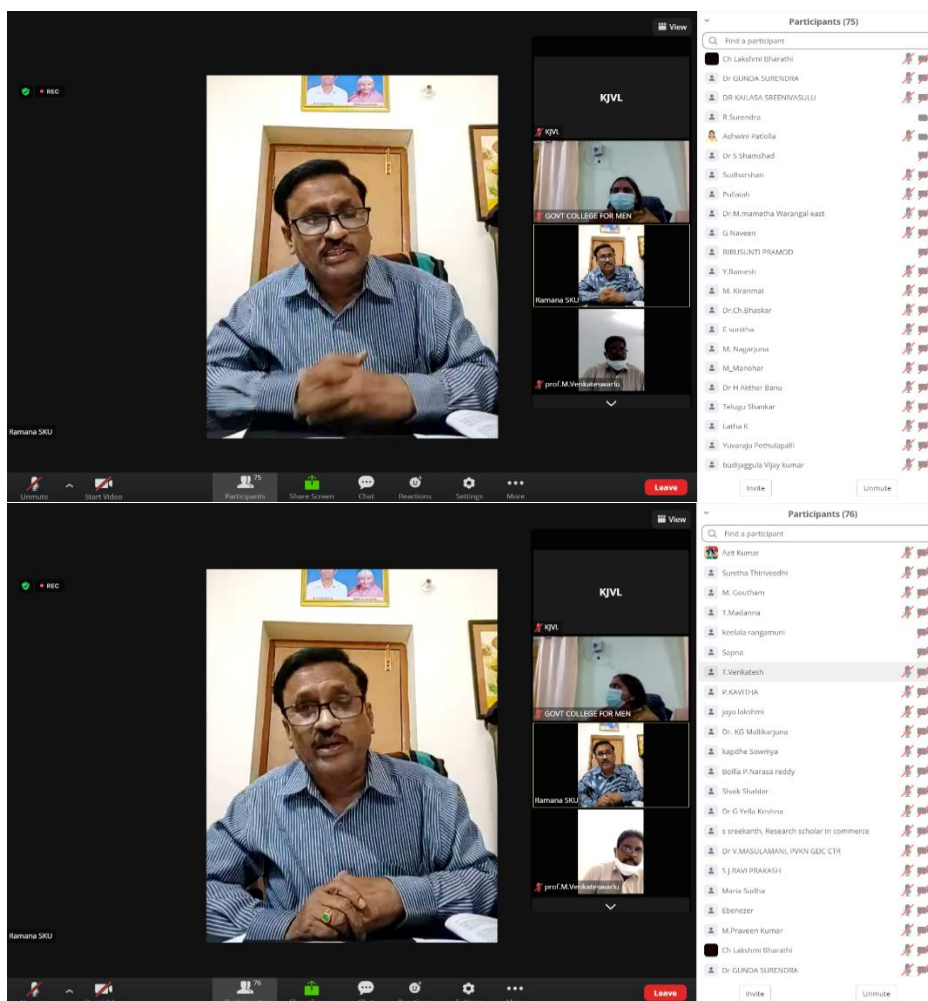 View
Participants (75)
Find a participant
REC
KJVL
KJVL
GOVT COLLEGE FOR MEN
Ramana SKU
prof.M.Venkateswarlu
Ramana SKU
Ch Lakshmi Bharathi
Dr GUNDA SURENDRA
DR KAILASA SREENIVASULU
R Surendra
Ashwini Patlolla
Dr S Shamshad
Sudharshan
Pullaiah
Dr.M.mamatha Warangal east
G Naveen
BIRUSUNTI PRAMOD
Y.Ramesh
M. Kiranmai
Dr.Ch.Bhaskar
E sunitha
M. Nagarjuna
M_Manohar
Dr H Akther Banu
Telugu Shankar
Latha K
Yuvaraju Pothulapalli
budijaggula Vijay kumar
Unmute
Start Video
75
Participants
Share Screen
Chat
Reactions
Settings
More
Leave
Invite
Unmute
View
Participants (76)
Find a participant
REC
KJVL
KJVL
GOVT COLLEGE FOR MEN
Ramana SKU
prof.M.Venkateswarlu
Ramana SKU
Azit Kumar
Sunitha Thiriveedhi
M. Goutham
T.Madanna
keelala rangamuni
Sapna
T.Venkatesh
P.KAVITHA
jaya lakshmi
Dr. KG Mallikarjuna
kapdhe Sowmya
Boilla P.Narasa reddy
Shaik Shabbir
Dr G Yella Krishna
s sreekanth, Research scholar in commerce
Dr V.MASULAMANI, PVKN GDC CTR
S.J RAVI PRAKASH
Maria Sudha
Ebenezer
M.Praveen Kumar
Ch Lakshmi Bharathi
Dr GUNDA SURENDRA
76
Leave
Invite
Unmute